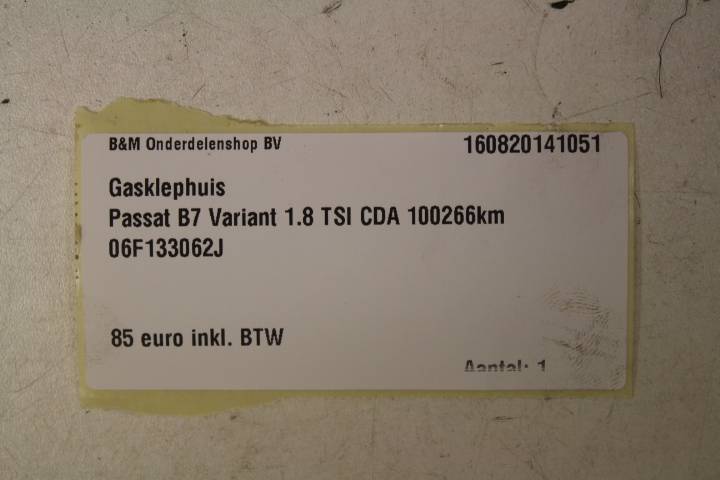 B&M Onderdelenshop BV 160820141051
Gasklephuis
Passat B7 Variant 1.8 TSI CDA 100266km
06F133062J
85 euro inkl. BTW
Aantal: 1